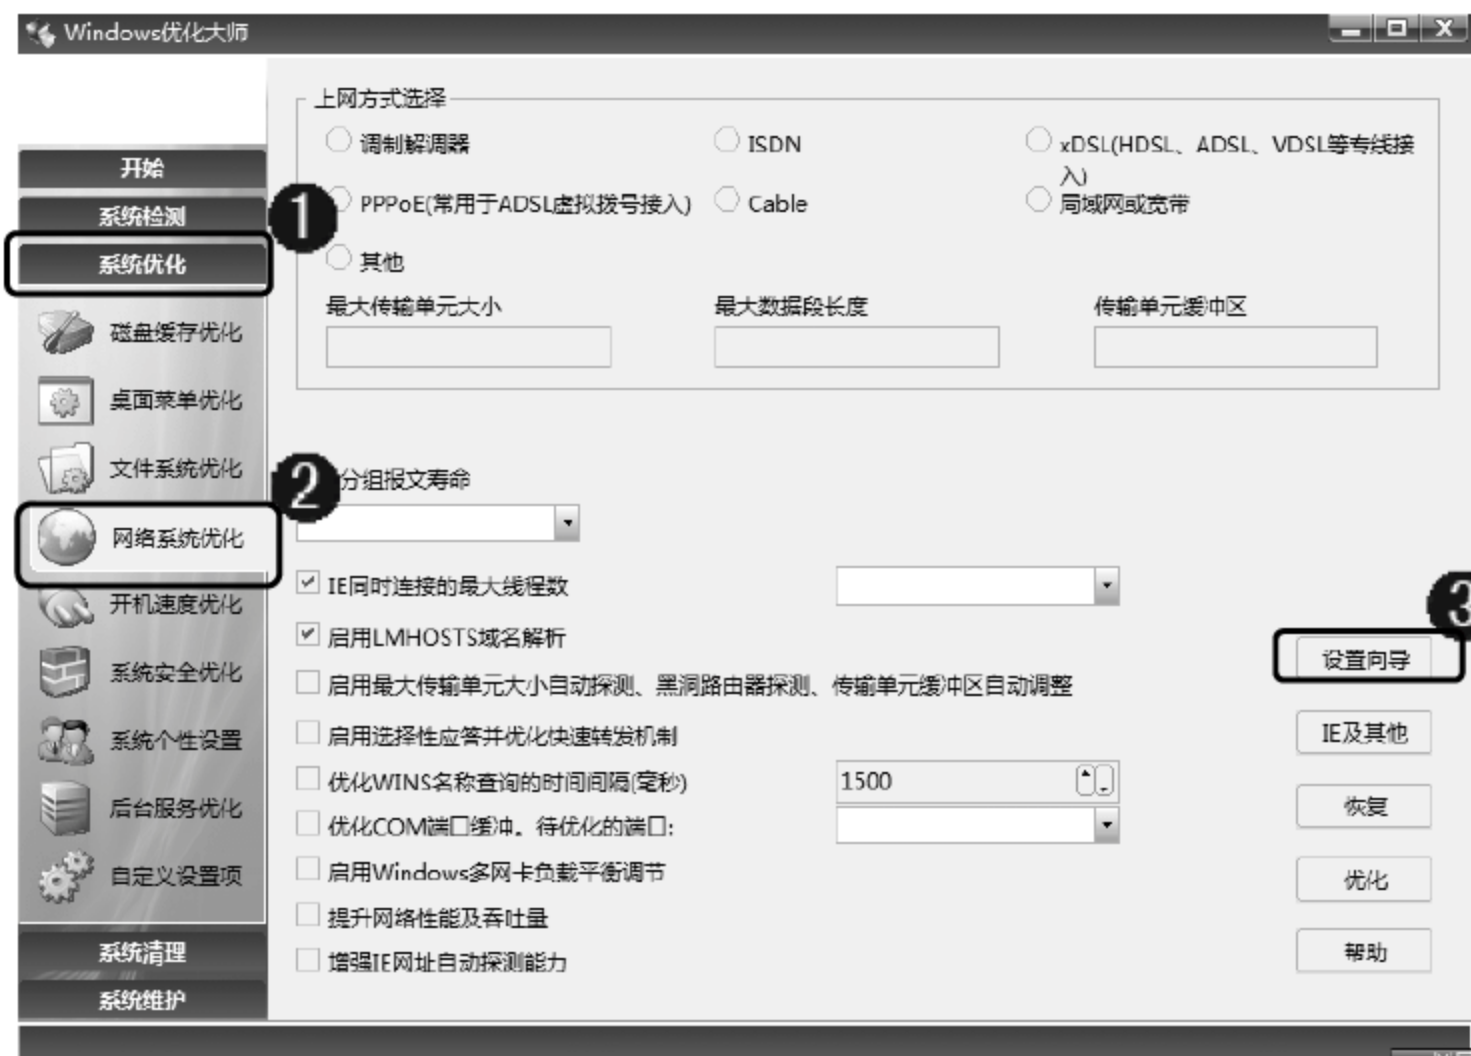 Windows优化大师
上网方式选择
调制解调器
ISDN
xDSL(HDSL、ADSL、VDSL等专线接
入)
PPPoE(常用于ADSL虚拟拨号接入)
Cable
局域网或宽带
其他
最大传输单元大小
最大数据段长度
传输单元缓冲区
开始
系统检测
1
系统优化
磁盘缓存优化
桌面菜单优化
文件系统优化
网络系统优化
开机速度优化
系统安全优化
系统个性设置
后台服务优化
自定义设置项
系统清理
系统维护
2
分组报文寿命
IE同时连接的最大线程数
启用LMHOSTS域名解析
启用最大传输单元大小自动探测、黑洞路由器探测、传输单元缓冲区自动调整
启用选择性应答并优化快速转发机制
优化WINS名称查询的时间间隔(毫秒)
1500
优化COM端口缓冲。待优化的端口:
启用Windows多网卡负载平衡调节
提升网络性能及吞吐量
增强IE网址自动探测能力
3
设置向导
IE及其他
恢复
优化
帮助